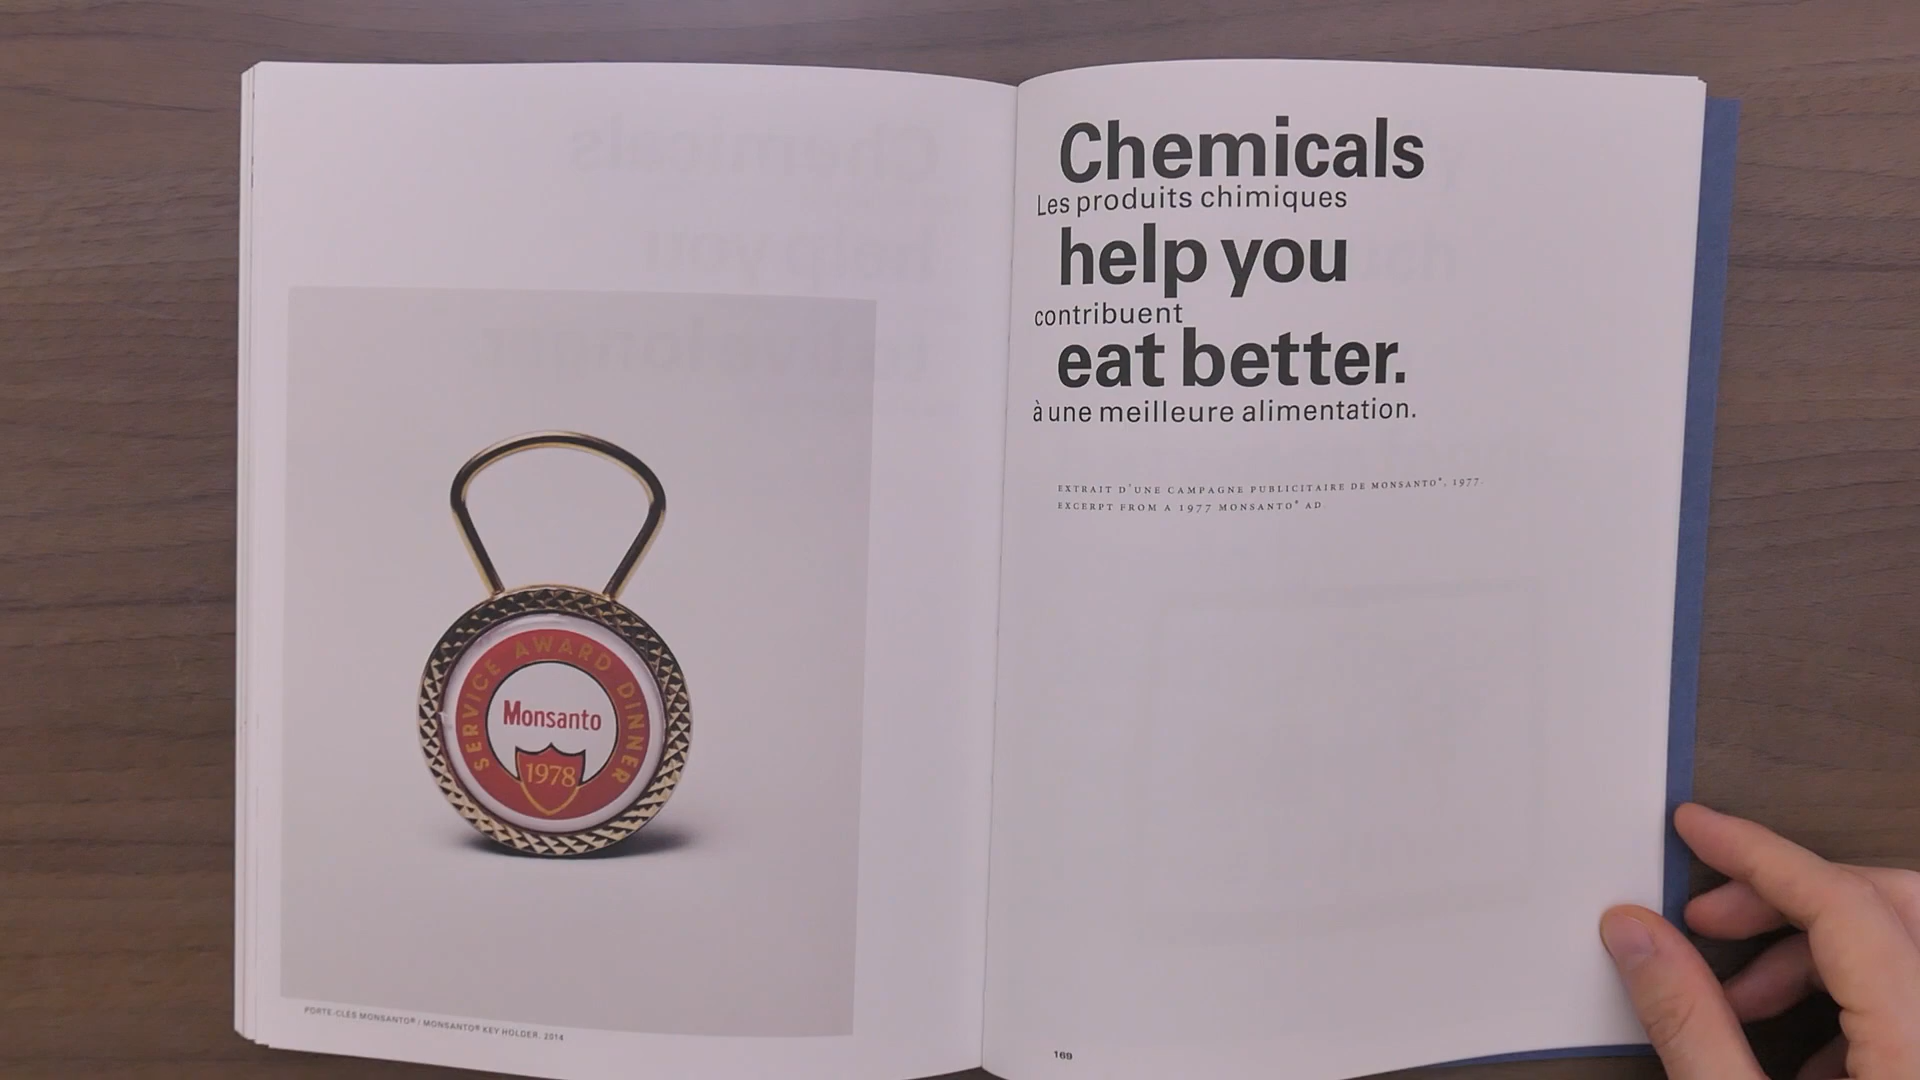 SERVICE AWARD DINNER
Monsanto
1978
PORTE-CLÉS MONSANTO® / MONSANTO® KEY HOLDER, 2014
Chemicals
Les produits chimiques
help you
contribuent
eat better.
à une meilleure alimentation.
EXTRAIT D'UNE CAMPAGNE PUBLICITAIRE DE MONSANTO®, 1977.
EXCERPT FROM A 1977 MONSANTO® AD
169